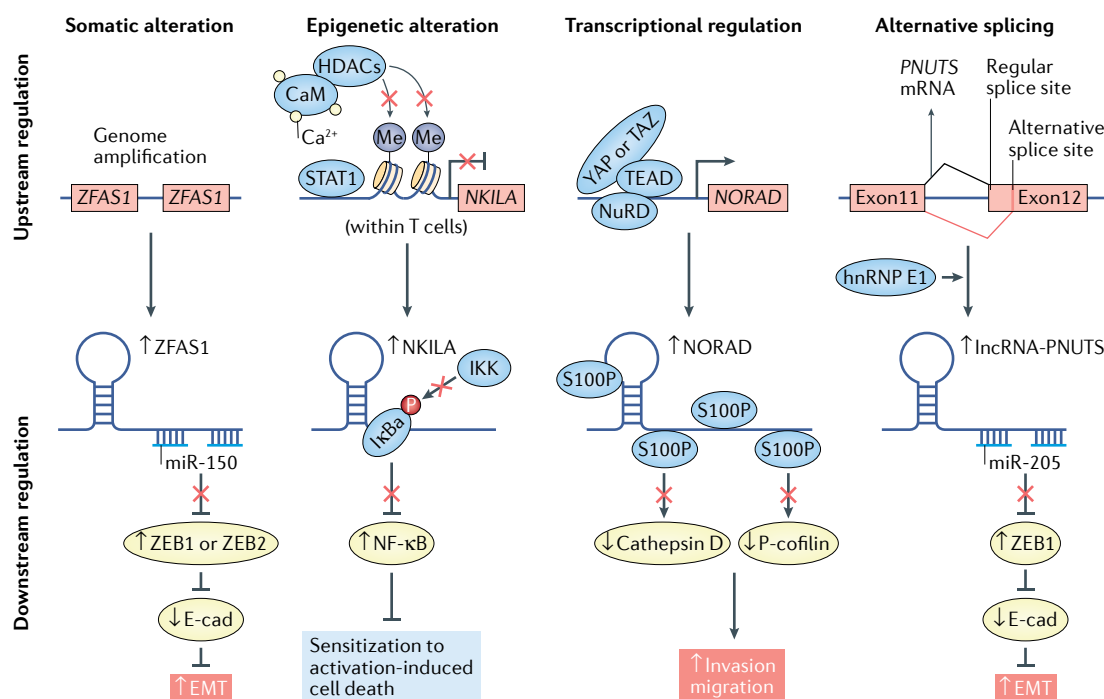 Somatic alteration
Epigenetic alteration
Transcriptional regulation
Alternative splicing
Upstream regulation
Genome
amplification
ZFAS1
ZFAS1
HDACs
CaM
Ca²⁺
Me
Me
STAT1
NKILA
(within T cells)
YAP or TAZ
TEAD
NuRD
NORAD
PNUTS
mRNA
Regular
splice site
Alternative
splice site
Exon11
Exon12
hnRNP E1
Downstream regulation
↑ZFAS1
miR-150
↑ZEB1 or ZEB2
↓E-cad
↑EMT
↑NKILA
IKK
P
IκBa
↑NF-κB
Sensitization to
activation-induced
cell death
↑NORAD
S100P
S100P
S100P
S100P
↓Cathepsin D
↓P-cofilin
↑Invasion
migration
↑lncRNA-PNUTS
miR-205
↑ZEB1
↓E-cad
↑EMT